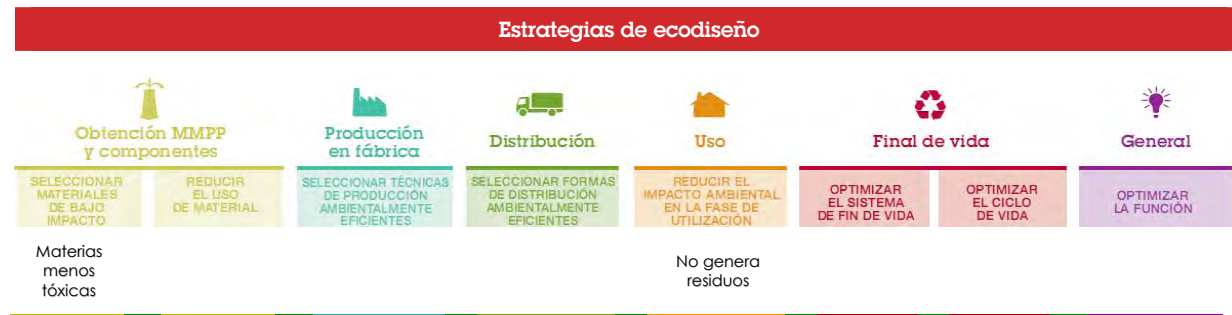 Estrategias de ecodiseño
Obtención MMPP
y componentes
Producción
en fábrica
Distribución
Uso
Final de vida
General
SELECCIONAR
MATERIALES
DE BAJO
IMPACTO
REDUCIR
EL USO
DE MATERIAL
SELECCIONAR TÉCNICAS
DE PRODUCCIÓN
AMBIENTALMENTE
EFICIENTES
SELECCIONAR FORMAS
DE DISTRIBUCIÓN
AMBIENTALMENTE
EFICIENTES
REDUCIR EL
IMPACTO AMBIENTAL
EN LA FASE DE
UTILIZACIÓN
OPTIMIZAR
EL SISTEMA
DE FIN DE VIDA
OPTIMIZAR
EL CICLO
DE VIDA
OPTIMIZAR
LA FUNCIÓN
Materias
menos
tóxicas
No genera
residuos